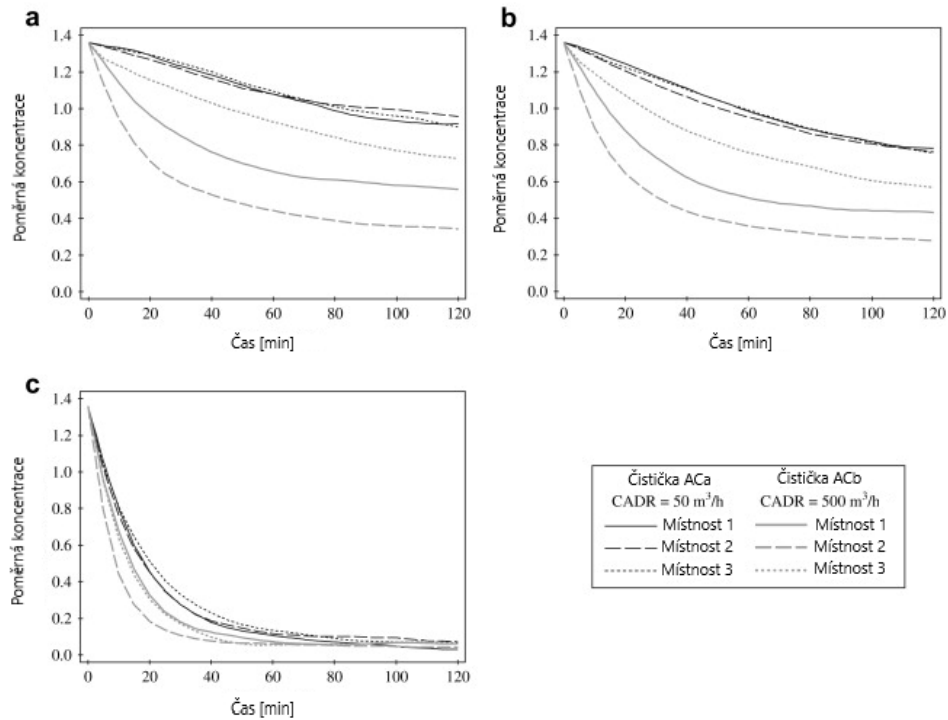 a
Poměrná koncentrace
1.4
1.2
1.0
0.8
0.6
0.4
0.2
0.0
0 20 40 60 80 100 120
Čas [min]
b
Poměrná koncentrace
1.4
1.2
1.0
0.8
0.6
0.4
0.2
0.0
0 20 40 60 80 100 120
Čas [min]
c
Poměrná koncentrace
1.4
1.2
1.0
0.8
0.6
0.4
0.2
0.0
0 20 40 60 80 100 120
Čas [min]
Čistička ACa
CADR = 50 m³/h
Místnost 1
Místnost 2
Místnost 3
Čistička ACb
CADR = 500 m³/h
Místnost 1
Místnost 2
Místnost 3